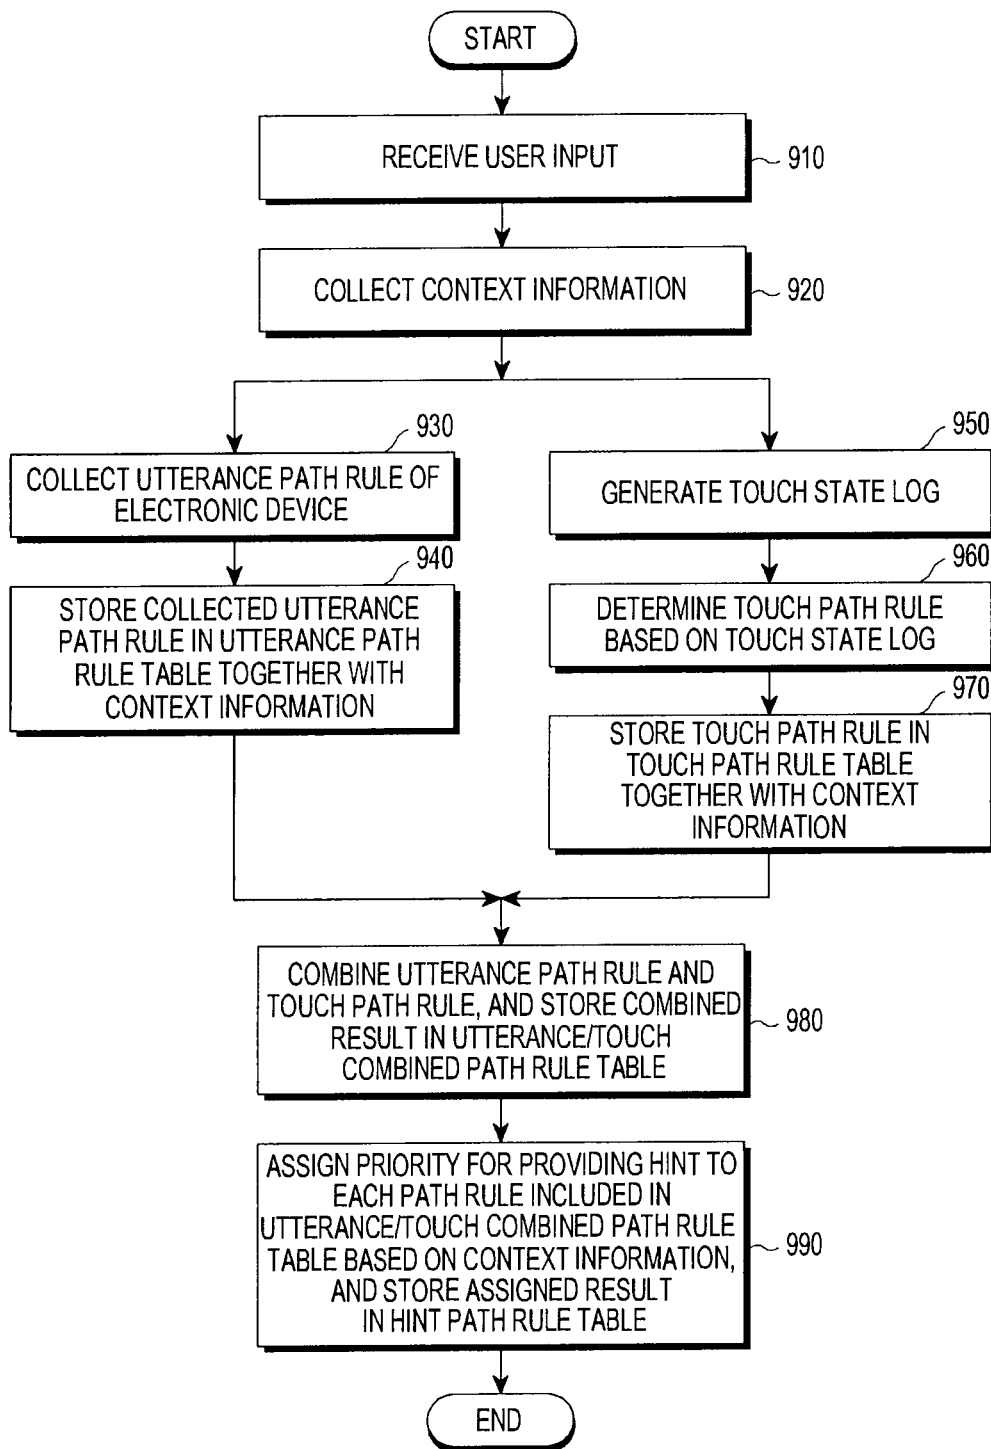 START
RECEIVE USER INPUT
910
COLLECT CONTEXT INFORMATION
920
930
COLLECT UTTERANCE PATH RULE OF
ELECTRONIC DEVICE
940
STORE COLLECTED UTTERANCE
PATH RULE IN UTTERANCE PATH
RULE TABLE TOGETHER WITH
CONTEXT INFORMATION
950
GENERATE TOUCH STATE LOG
960
DETERMINE TOUCH PATH RULE
BASED ON TOUCH STATE LOG
970
STORE TOUCH PATH RULE IN
TOUCH PATH RULE TABLE
TOGETHER WITH CONTEXT
INFORMATION
COMBINE UTTERANCE PATH RULE AND
TOUCH PATH RULE, AND STORE COMBINED
RESULT IN UTTERANCE/TOUCH
COMBINED PATH RULE TABLE
980
ASSIGN PRIORITY FOR PROVIDING HINT TO
EACH PATH RULE INCLUDED IN
UTTERANCE/TOUCH COMBINED PATH RULE
TABLE BASED ON CONTEXT INFORMATION,
AND STORE ASSIGNED RESULT
IN HINT PATH RULE TABLE
990
END